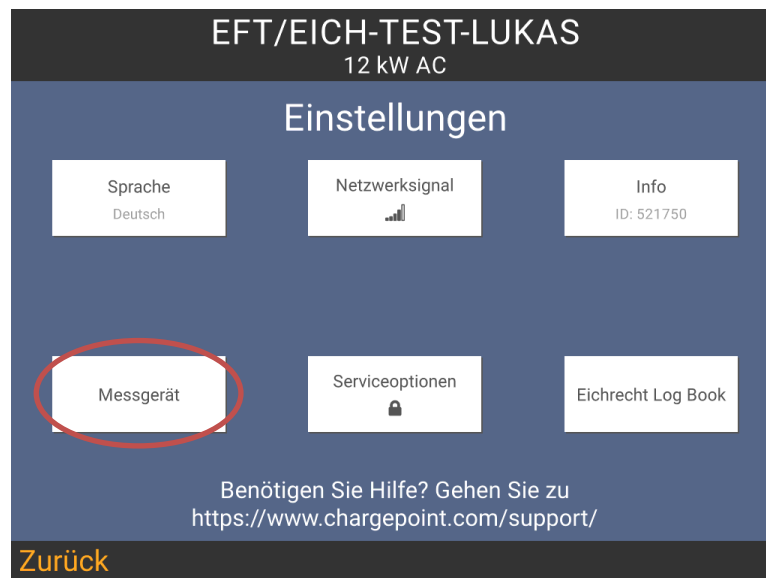 EFT/EICH-TEST-LUKAS
12 kW AC
Einstellungen
Sprache
Deutsch
Netzwerksignal
Info
ID: 521750
Messgerät
Serviceoptionen
Eichrecht Log Book
Benötigen Sie Hilfe? Gehen Sie zu
https://www.chargepoint.com/support/
Zurück